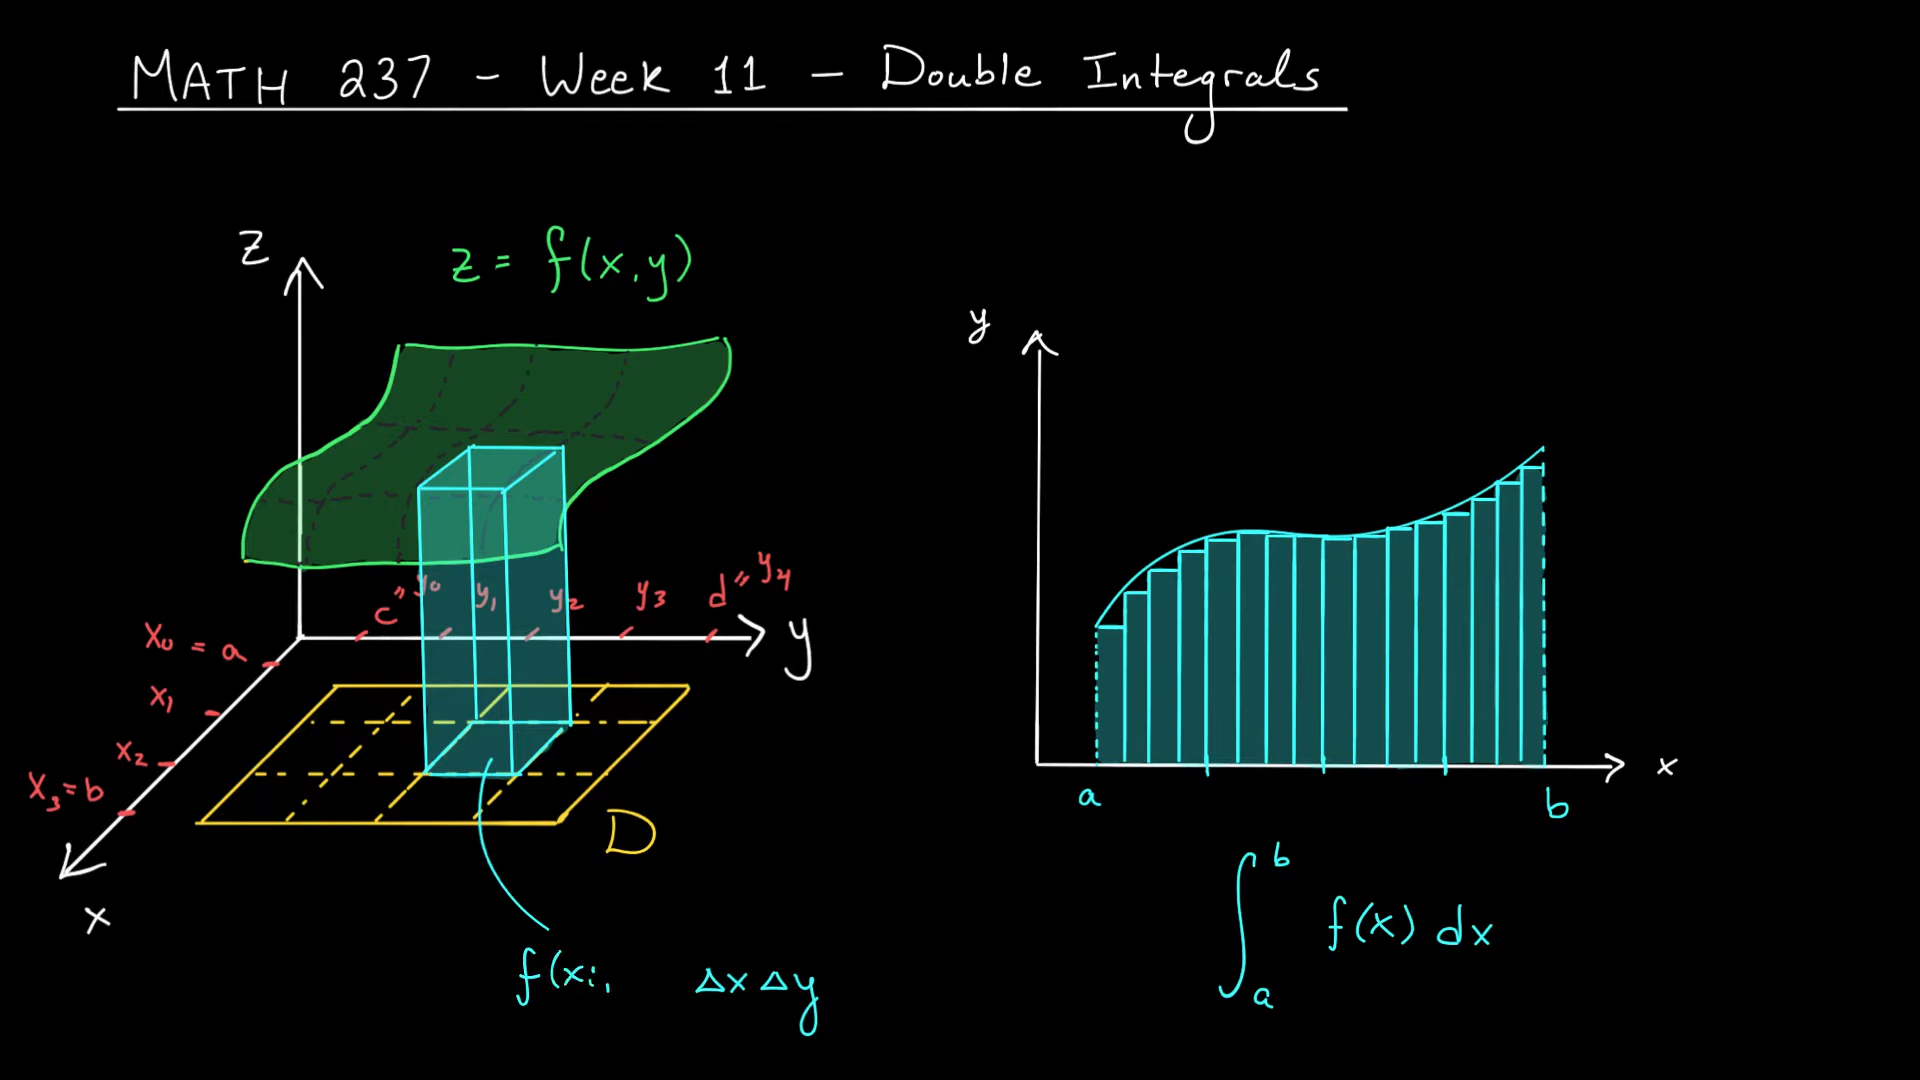 MATH 237 - Week 11 - Double Integrals
z
z = f(x,y)
y
c = y₀ y₁ y₂ y₃ d = y₄
y
x₀ = a
x₁
x₂
x₃ = b
D
x
f(xᵢ, Δx Δy
x
a
b
∫ₐᵇ f(x) dx